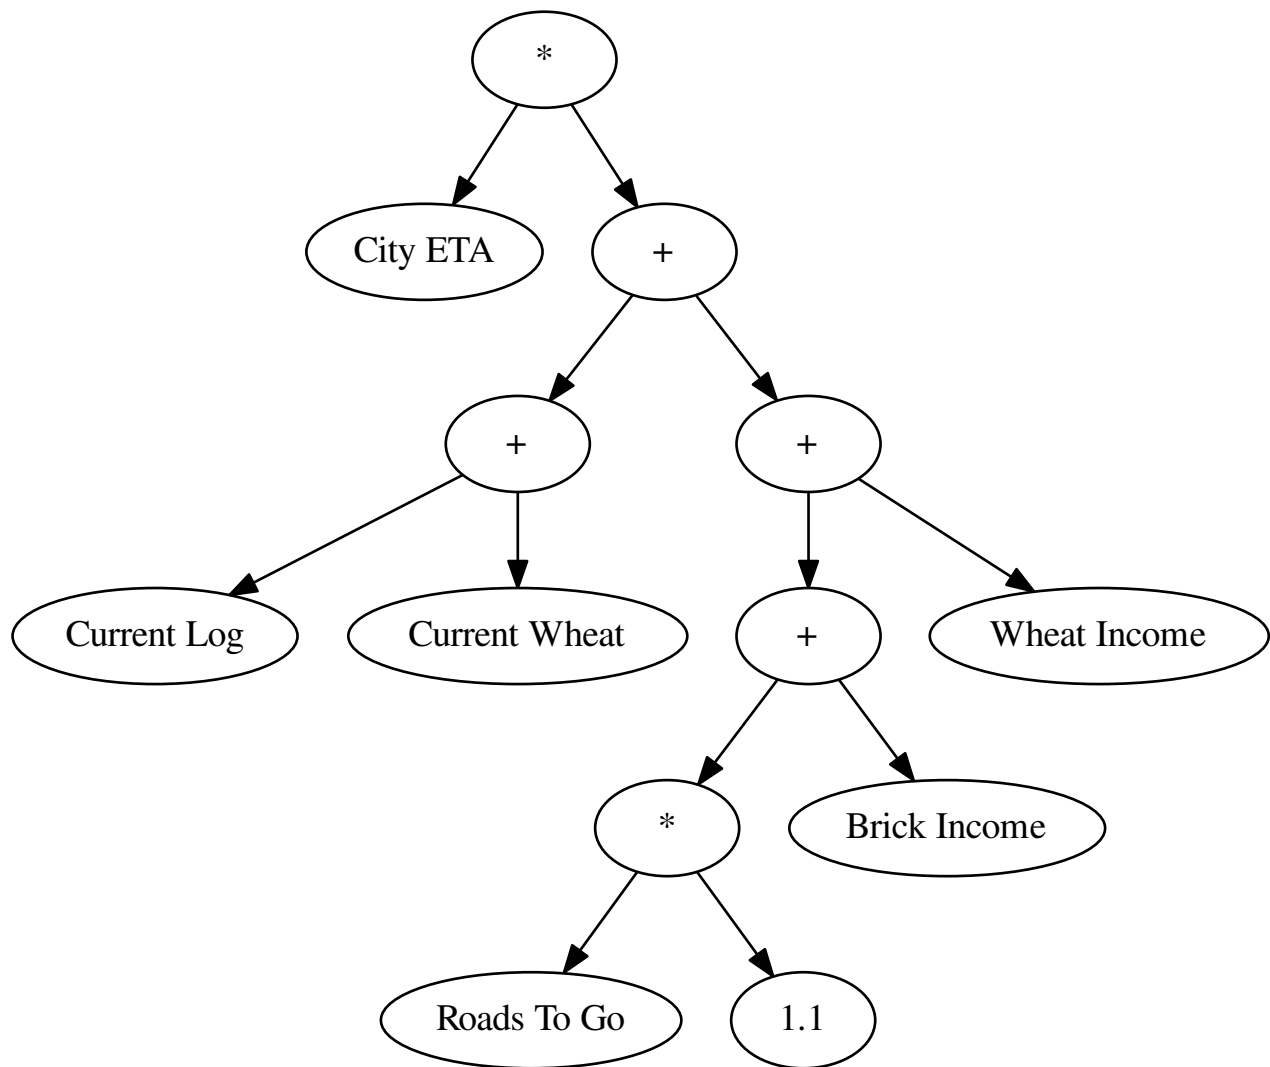 *
City ETA
+
+
+
Current Log
Current Wheat
+
Wheat Income
*
Brick Income
Roads To Go
1.1